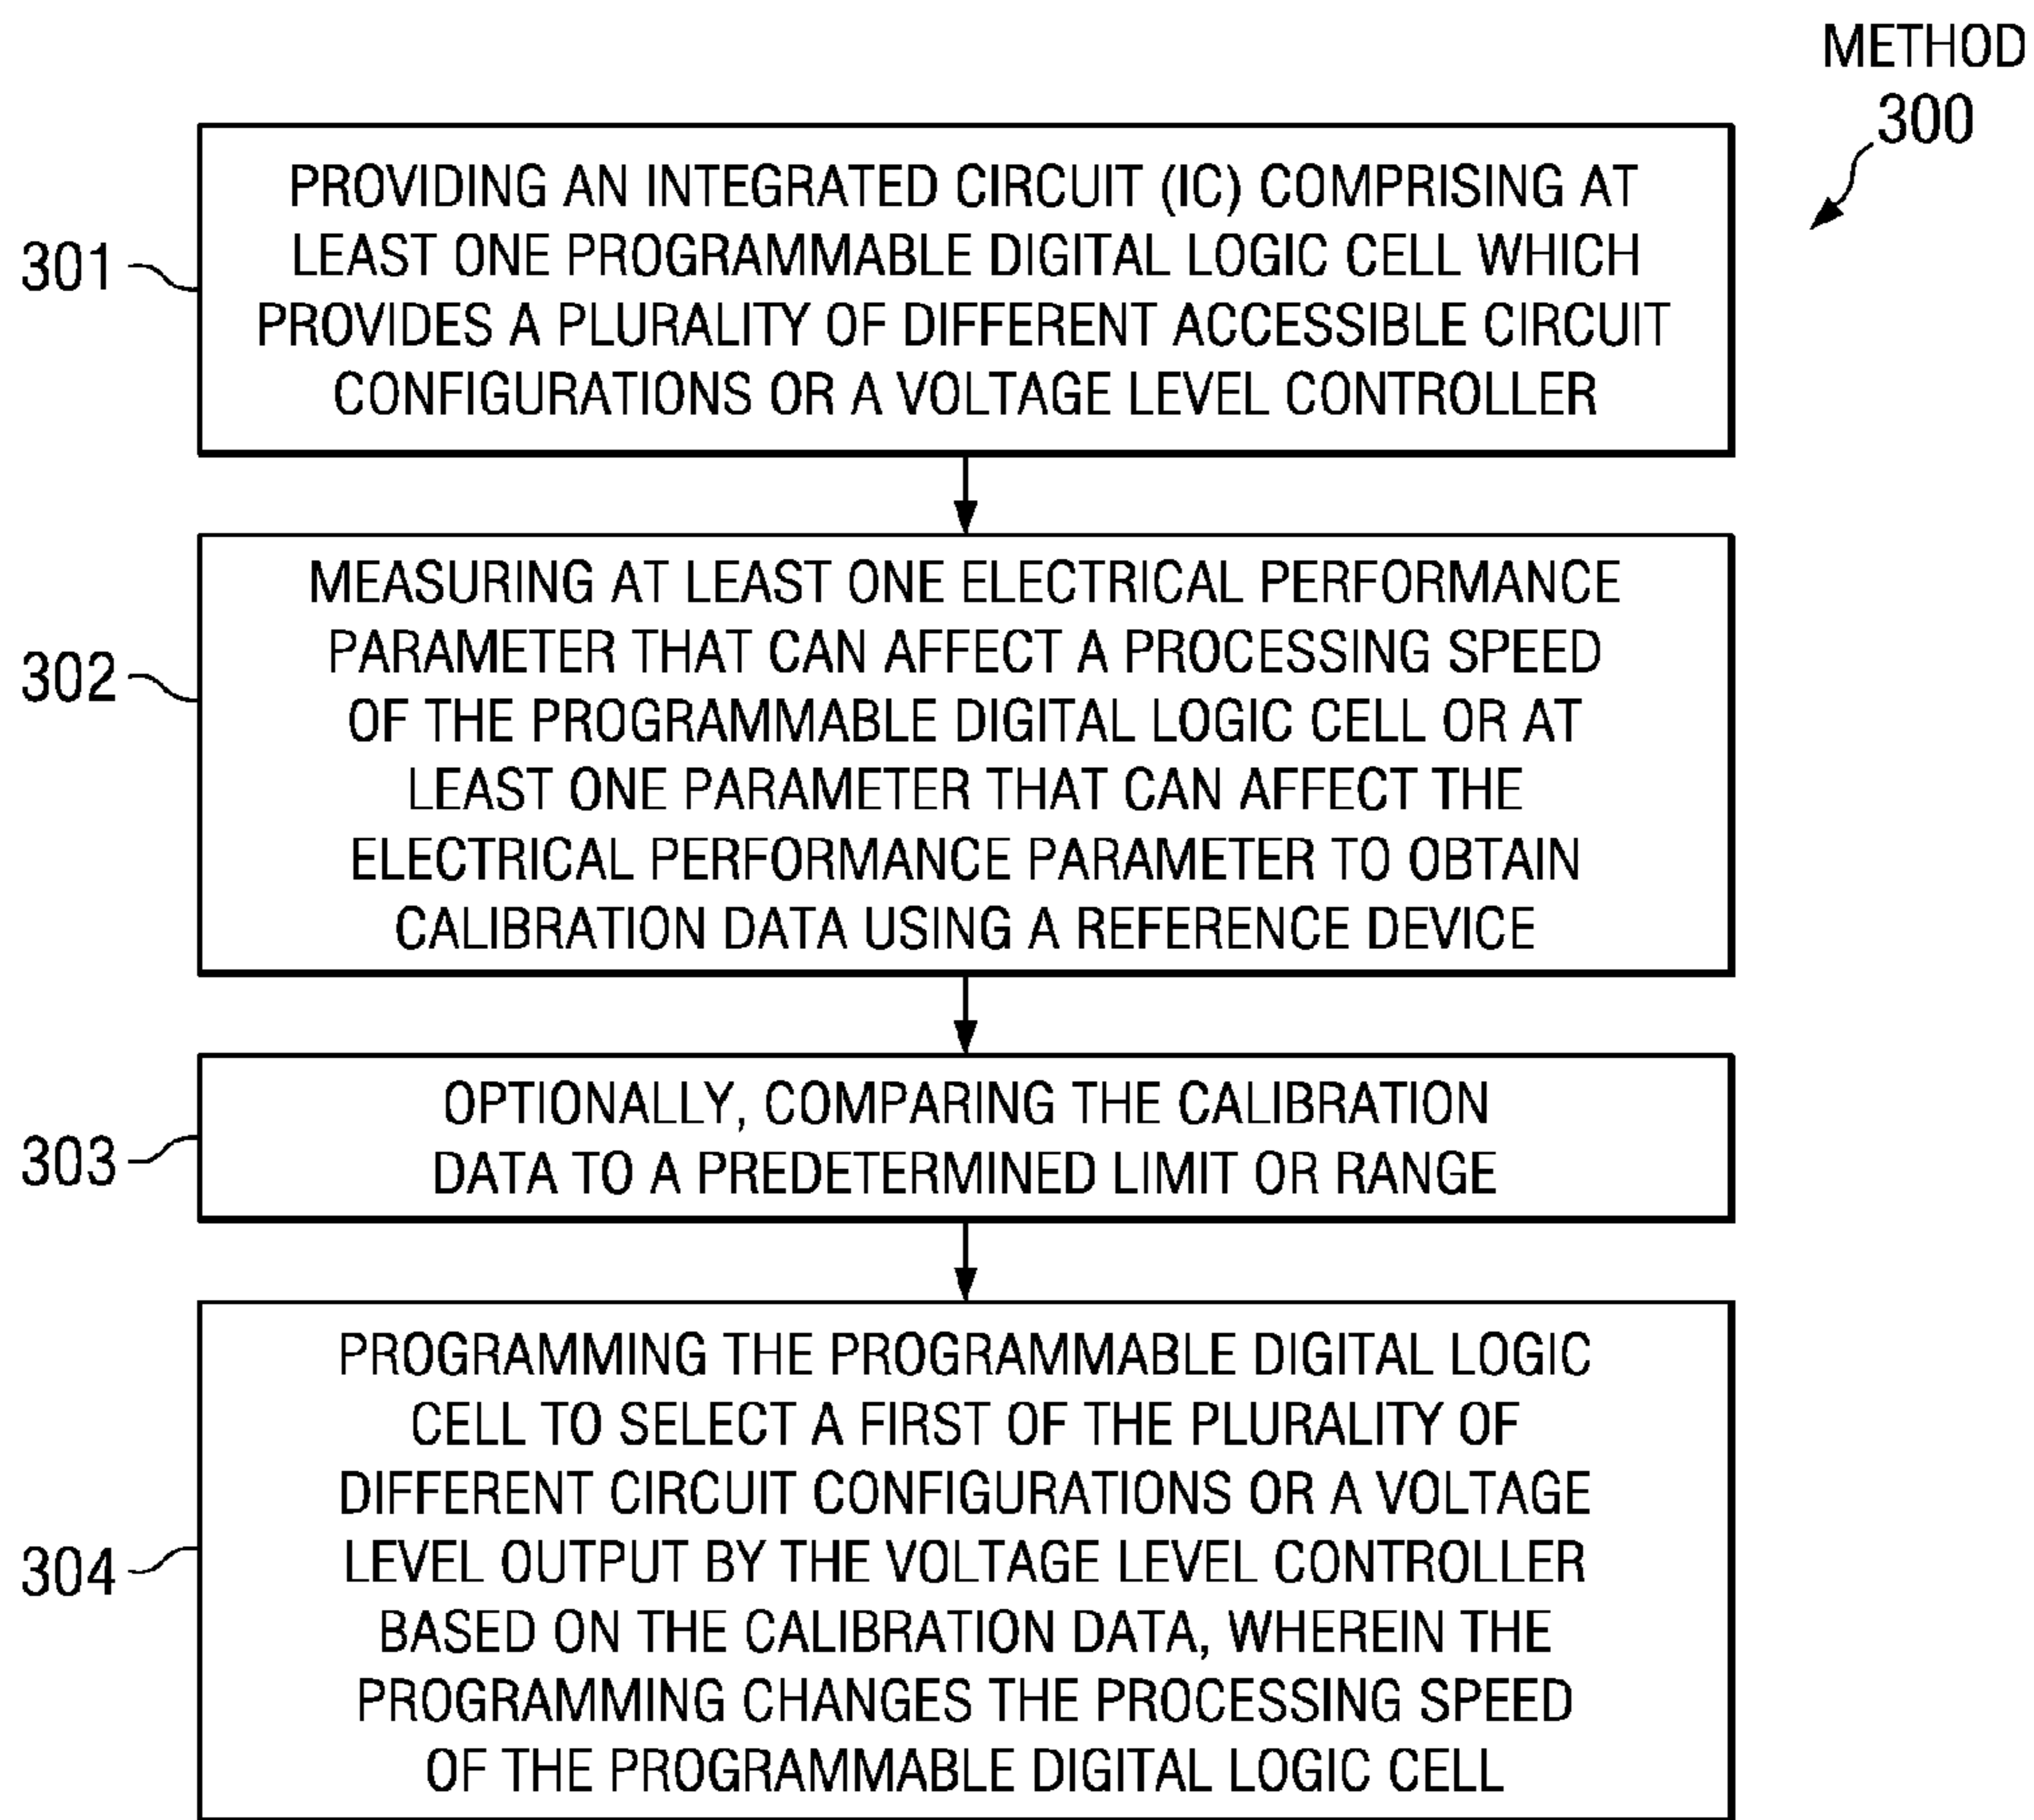 METHOD
300
301
PROVIDING AN INTEGRATED CIRCUIT (IC) COMPRISING AT
LEAST ONE PROGRAMMABLE DIGITAL LOGIC CELL WHICH
PROVIDES A PLURALITY OF DIFFERENT ACCESSIBLE CIRCUIT
CONFIGURATIONS OR A VOLTAGE LEVEL CONTROLLER
302
MEASURING AT LEAST ONE ELECTRICAL PERFORMANCE
PARAMETER THAT CAN AFFECT A PROCESSING SPEED
OF THE PROGRAMMABLE DIGITAL LOGIC CELL OR AT
LEAST ONE PARAMETER THAT CAN AFFECT THE
ELECTRICAL PERFORMANCE PARAMETER TO OBTAIN
CALIBRATION DATA USING A REFERENCE DEVICE
303
OPTIONALLY, COMPARING THE CALIBRATION
DATA TO A PREDETERMINED LIMIT OR RANGE
304
PROGRAMMING THE PROGRAMMABLE DIGITAL LOGIC
CELL TO SELECT A FIRST OF THE PLURALITY OF
DIFFERENT CIRCUIT CONFIGURATIONS OR A VOLTAGE
LEVEL OUTPUT BY THE VOLTAGE LEVEL CONTROLLER
BASED ON THE CALIBRATION DATA, WHEREIN THE
PROGRAMMING CHANGES THE PROCESSING SPEED
OF THE PROGRAMMABLE DIGITAL LOGIC CELL